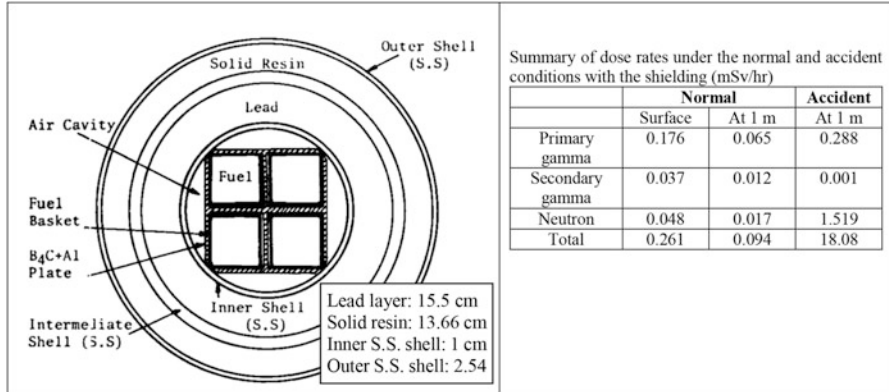 Outer Shell
(S.S)
Solid Resin
Lead
Air Cavity
Fuel
Fuel
Basket
B₄C+Al
Plate
Inner Shell
(S.S)
Intermediate
Shell (S.S)
Lead layer: 15.5 cm
Solid resin: 13.66 cm
Inner S.S. shell: 1 cm
Outer S.S. shell: 2.54
Summary of dose rates under the normal and accident
conditions with the shielding (mSv/hr)
Normal Accident
Surface At 1 m At 1 m
Primary gamma 0.176 0.065 0.288
Secondary gamma 0.037 0.012 0.001
Neutron 0.048 0.017 1.519
Total 0.261 0.094 18.08